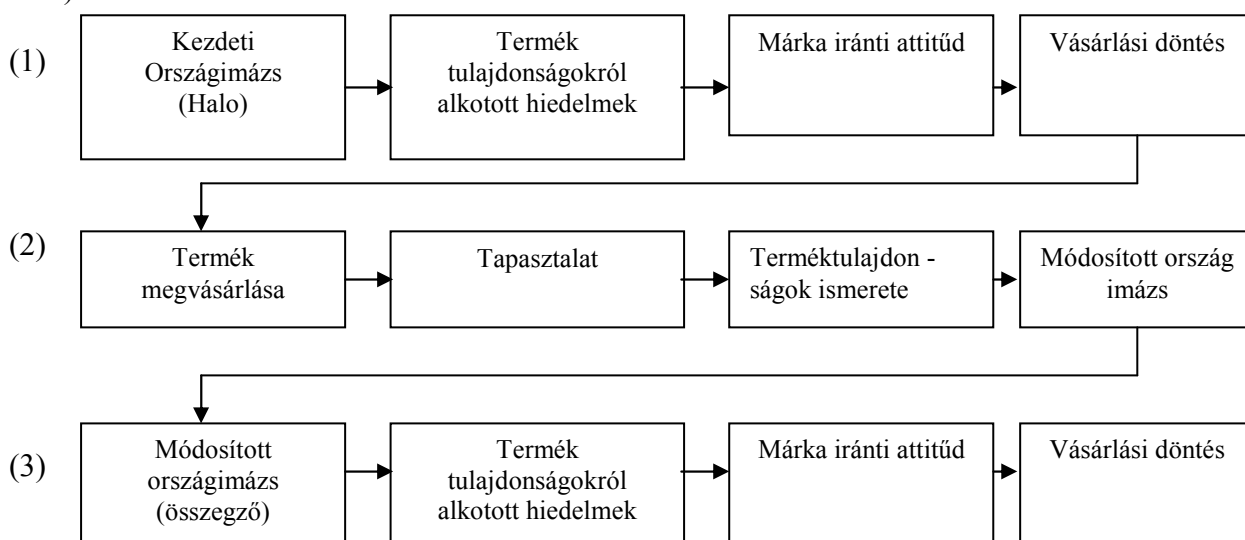 (1)
Kezdeti
Országimázs
(Halo)
Termék
tulajdonságokról
alkotott hiedelmek
Márka iránti attitűd
Vásárlási döntés
(2)
Termék
megvásárlása
Tapasztalat
Terméktulajdon -
ságok ismerete
Módosított ország
imázs
(3)
Módosított
országimázs
(összegző)
Termék
tulajdonságokról
alkotott hiedelmek
Márka iránti attitűd
Vásárlási döntés